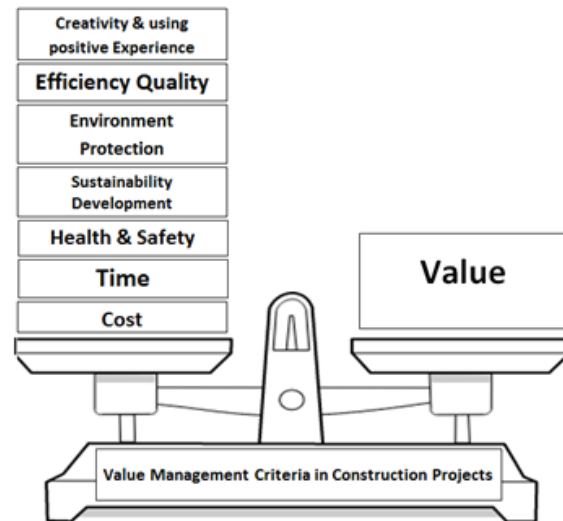 Creativity & using
positive Experience
Efficiency Quality
Environment
Protection
Sustainability
Development
Health & Safety
Time
Cost
Value
Value Management Criteria in Construction Projects